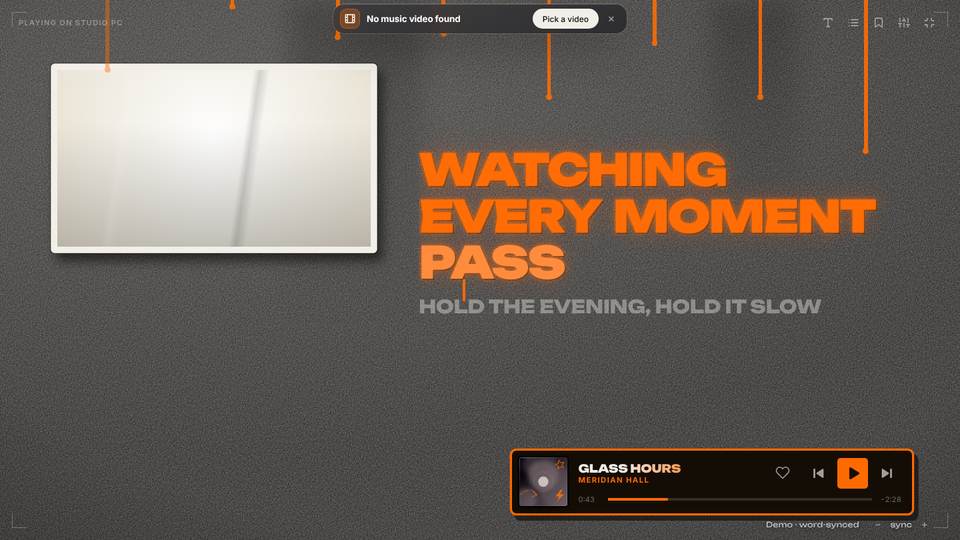 PLAYING ON STUDIO PC
No music video found
Pick a video
WATCHING
EVERY MOMENT
PASS
HOLD THE EVENING, HOLD IT SLOW
GLASS HOURS
MERIDIAN HALL
0:43
-2:28
Demo · word-synced
− sync +